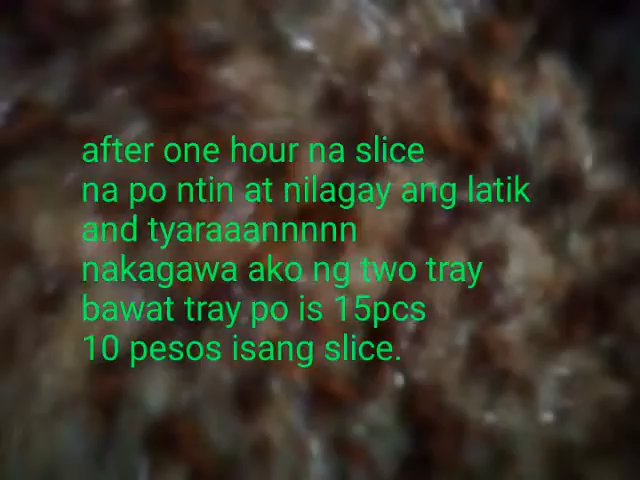 after one hour na slice
na po ntin at nilagay ang latik
and tyaraaannnnn
nakagawa ako ng two tray
bawat tray po is 15pcs
10 pesos isang slice.